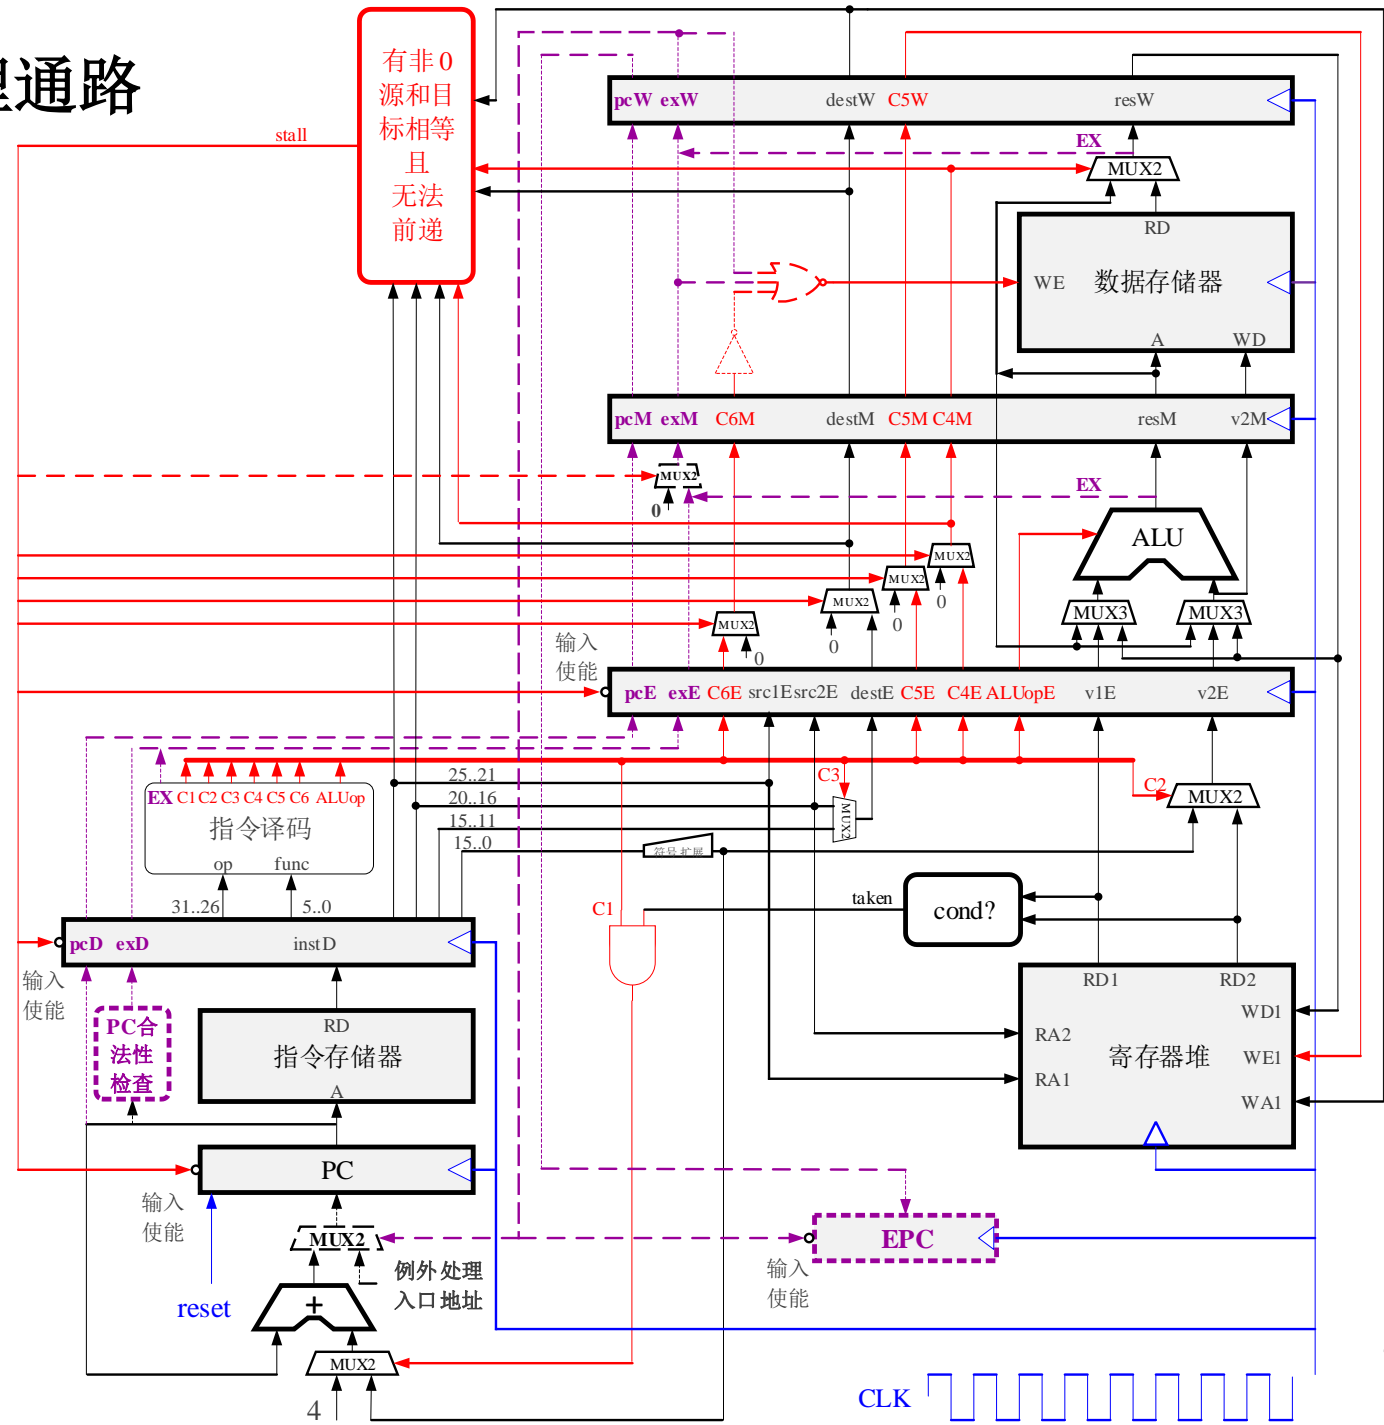 理通路
有非0
源和目
标相等
且
无法
前递
stall
pcW exW destW C5W resW
EX
MUX2
RD
WE 数据存储器
A WD
pcM exM C6M destM C5M C4M resM v2M
MUX2
0
EX
ALU
MUX2
MUX2
0
MUX2
0
MUX3 MUX3
MUX2
0
0
输入
使能
pcE exE C6E src1E src2E destE C5E C4E ALUopE v1E v2E
EX C1 C2 C3 C4 C5 C6 ALUop
指令译码
op func
25..21
20..16
15..11
15..0
C3
MUX2
C2
MUX2
符号扩展
31..26 5..0
C1
taken
cond?
pcD exD instD
输入
使能
PC合
法性
检查
RD
指令存储器
A
RD1 RD2
WD1
RA2 寄存器堆 WE1
RA1
WA1
PC
输入
使能
MUX2
例外处理
入口地址
EPC
输入
使能
reset
+
MUX2
4
CLK